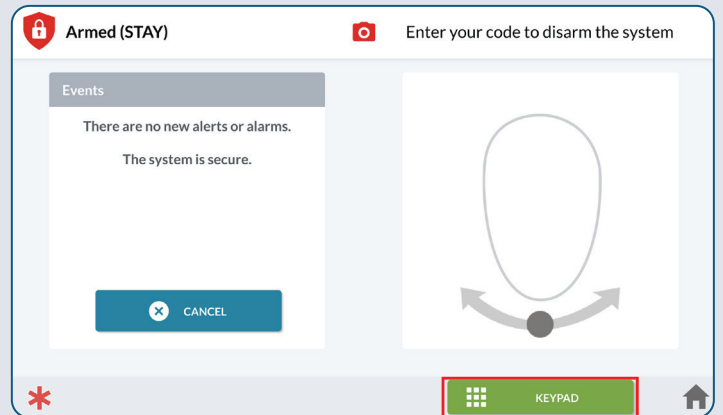 Armed (STAY)
Enter your code to disarm the system
Events
There are no new alerts or alarms.
The system is secure.
CANCEL
KEYPAD